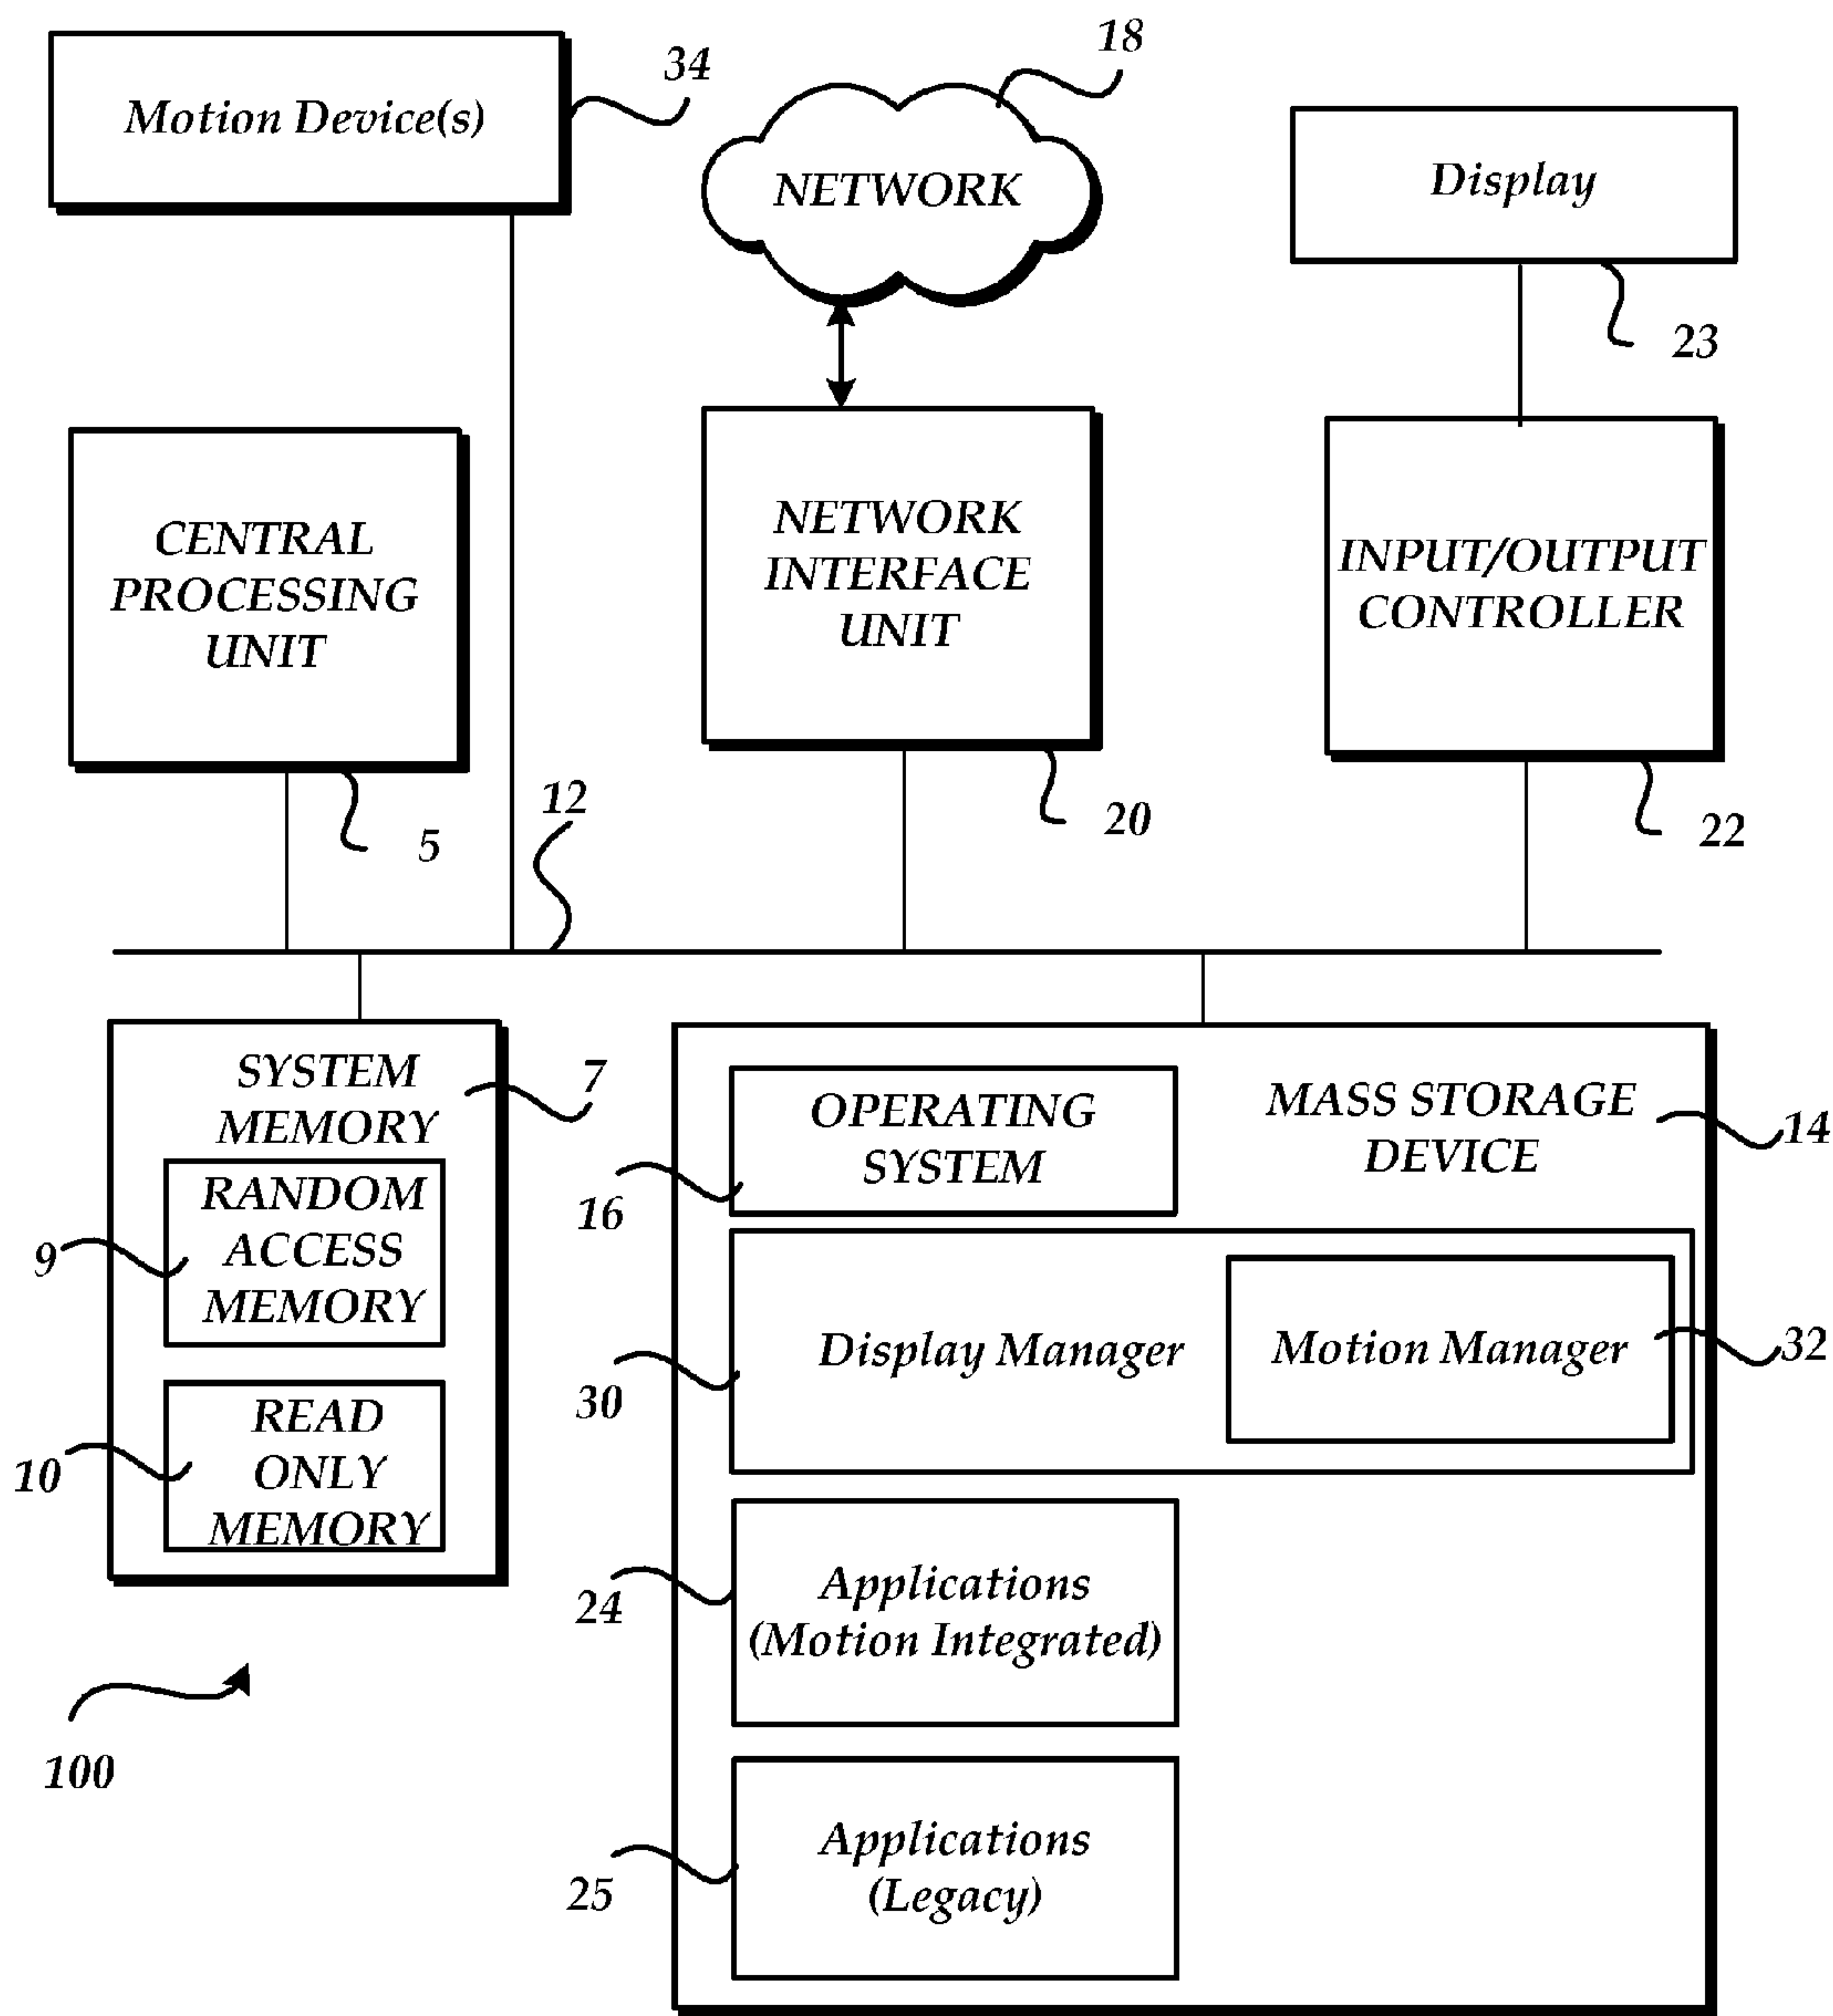 Motion Device(s)
34
18
NETWORK
Display
23
CENTRAL
PROCESSING
UNIT
5
NETWORK
INTERFACE
UNIT
20
INPUT/OUTPUT
CONTROLLER
22
12
SYSTEM
MEMORY
7
RANDOM
ACCESS
MEMORY
9
READ
ONLY
MEMORY
10
MASS STORAGE
DEVICE
14
OPERATING
SYSTEM
16
Display Manager
30
Motion Manager
32
Applications
(Motion Integrated)
24
Applications
(Legacy)
25
100